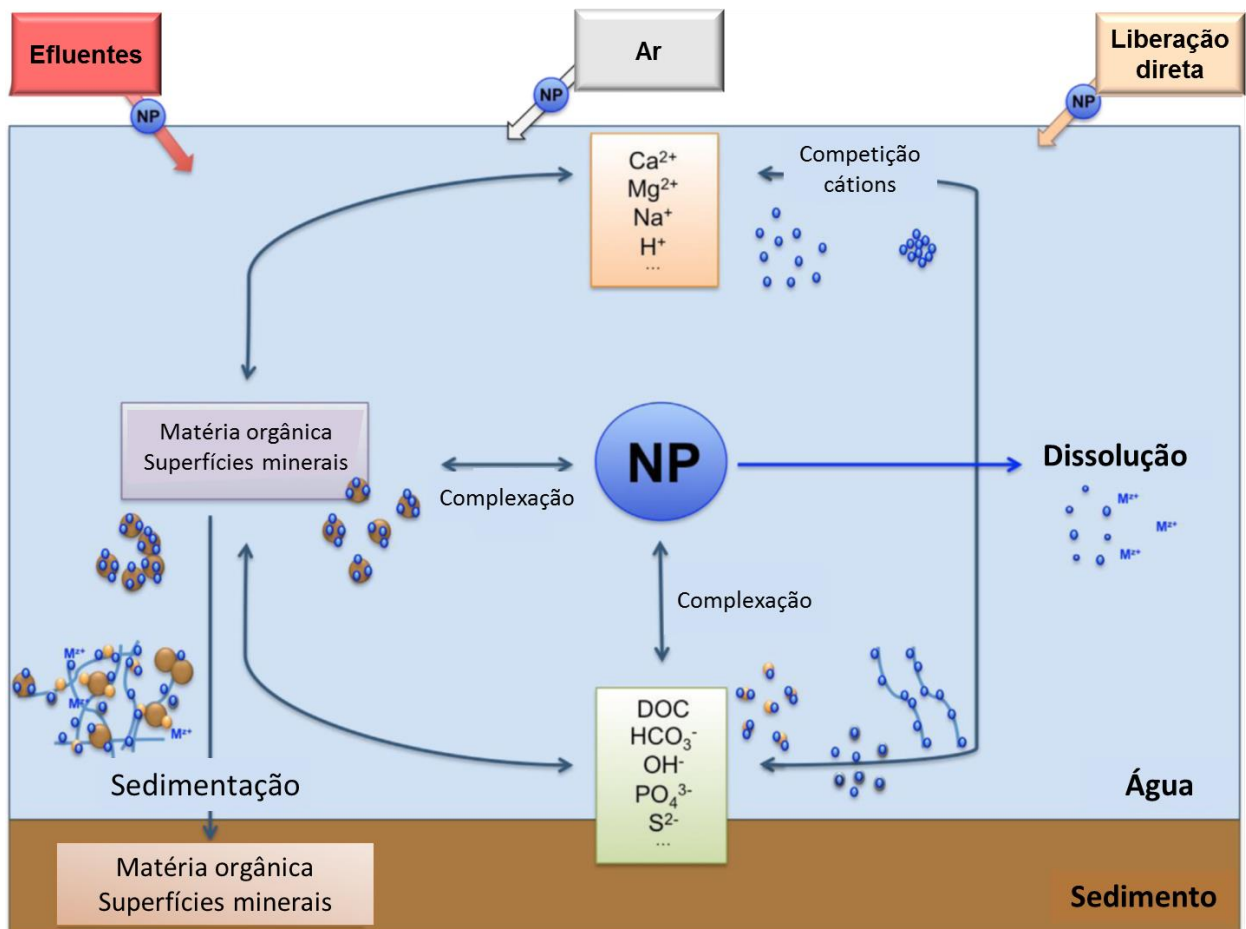 Efluentes
Ar
Liberação
direta
NP
NP
NP
Ca²⁺
Mg²⁺
Na⁺
H⁺
...
Competição
cátions
Matéria orgânica
Superfícies minerais
Complexação
NP
Dissolução
M²⁺
M²⁺
M²⁺
Complexação
M²⁺
M²⁺
M²⁺
DOC
HCO₃⁻
OH⁻
PO₄³⁻
S²⁻
...
Sedimentação
Água
Matéria orgânica
Superfícies minerais
Sedimento